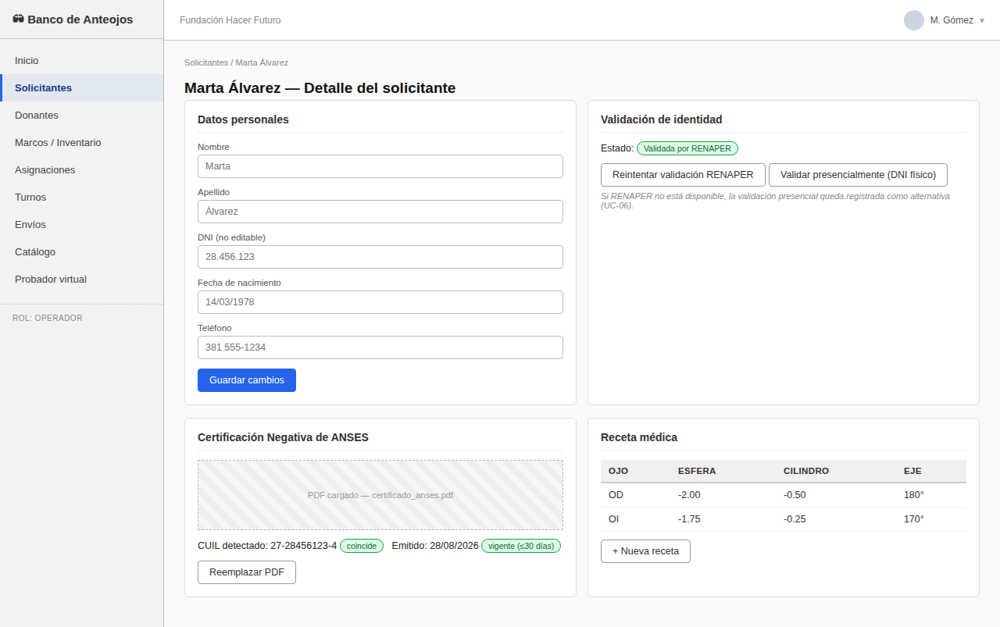 🕶 Banco de Anteojos
Fundación Hacer Futuro
M. Gómez ▾
Inicio
Solicitantes
Donantes
Marcos / Inventario
Asignaciones
Turnos
Envíos
Catálogo
Probador virtual
ROL: OPERADOR
Solicitantes / Marta Álvarez
Marta Álvarez — Detalle del solicitante
Datos personales
Nombre
Marta
Apellido
Álvarez
DNI (no editable)
28.456.123
Fecha de nacimiento
14/03/1978
Teléfono
381 555-1234
Guardar cambios
Validación de identidad
Estado: Validada por RENAPER
Reintentar validación RENAPER Validar presencialmente (DNI físico)
Si RENAPER no está disponible, la validación presencial queda registrada como alternativa
(UC-06).
Certificación Negativa de ANSES
PDF cargado — certificado_anses.pdf
CUIL detectado: 27-28456123-4 coincide Emitido: 28/08/2026 vigente (≤30 días)
Reemplazar PDF
Receta médica
OJO ESFERA CILINDRO EJE
OD -2.00 -0.50 180°
OI -1.75 -0.25 170°
+ Nueva receta